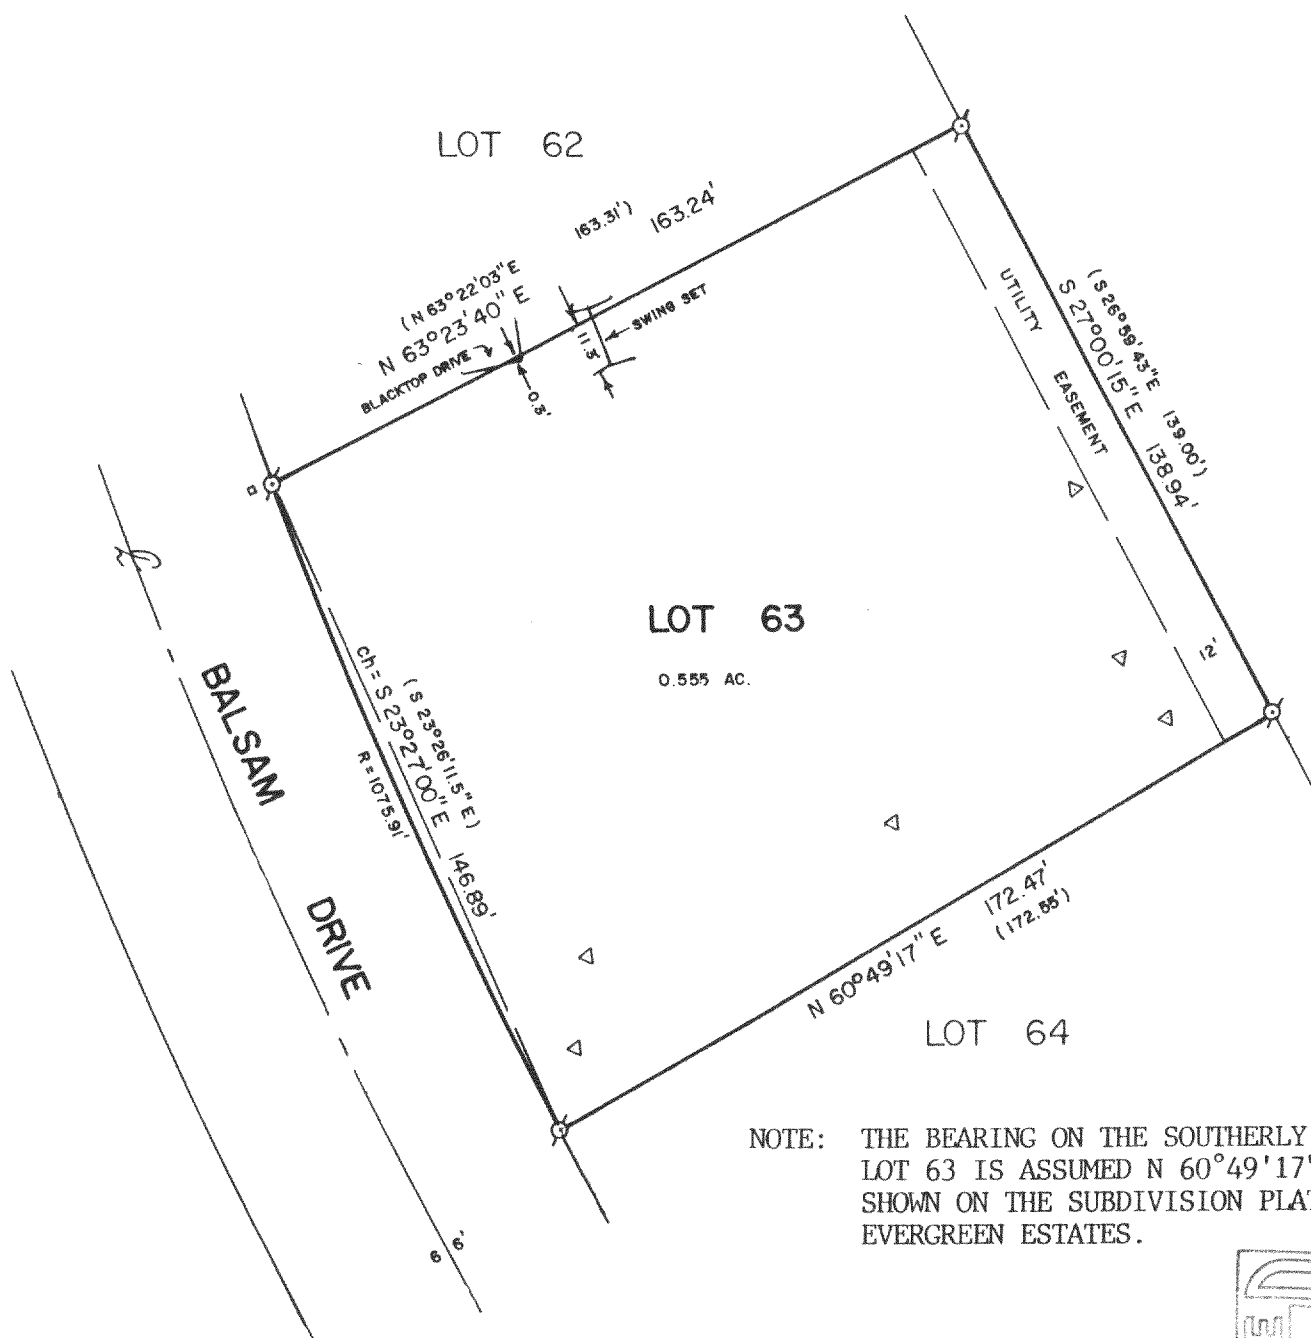 LOT 62
163.31') 163.24'
(N 63°22'03"E
N 63°23'40" E
BLACKTOP DRIVE
SWING SET
0.3'
UTILITY EASEMENT
(S 26°59'43"E 139.00')
S 27°00'15"E 138.94'
12'
LOT 63
0.555 AC.
(S 23°26'11.5"E)
ch = S 23°27'00"E 146.89'
R = 1075.91'
BALSAM DRIVE
66'
N 60°49'17" E 172.47'
(172.55')
LOT 64
NOTE: THE BEARING ON THE SOUTHERLY
LOT 63 IS ASSUMED N 60°49'17"
SHOWN ON THE SUBDIVISION PLAT
EVERGREEN ESTATES.